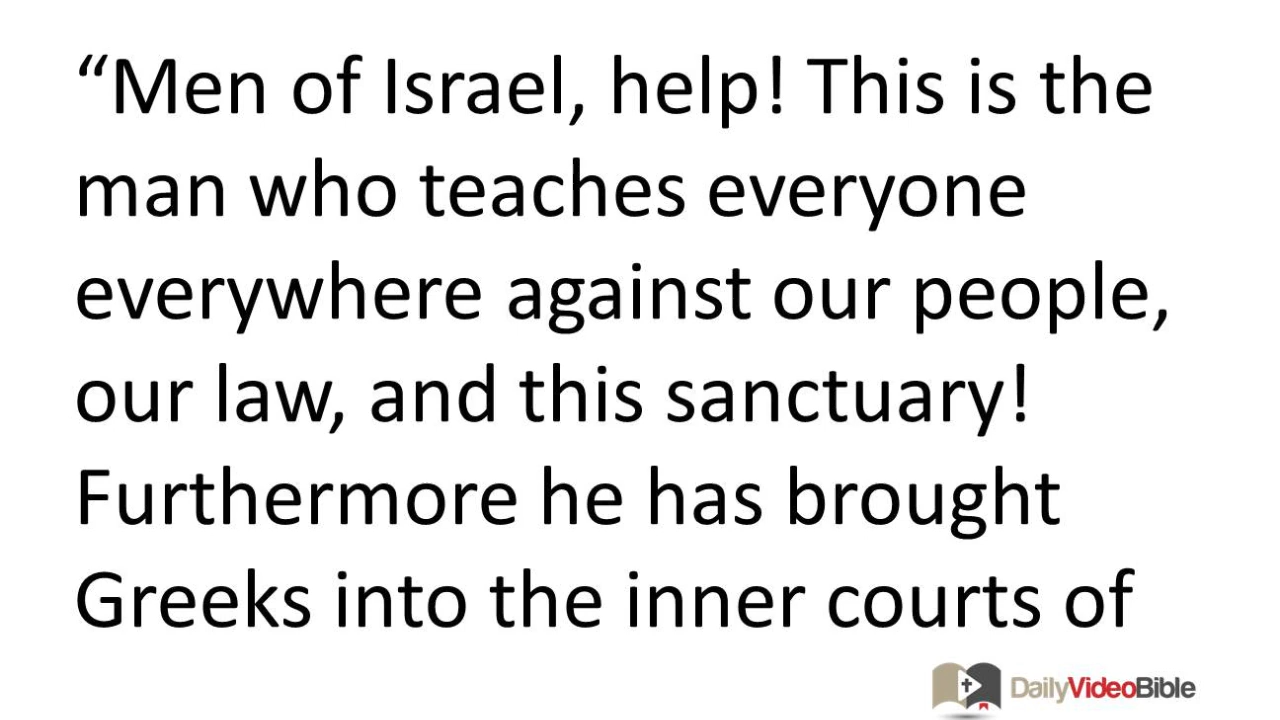 “Men of Israel, help! This is the
man who teaches everyone
everywhere against our people,
our law, and this sanctuary!
Furthermore he has brought
Greeks into the inner courts of
DailyVideoBible